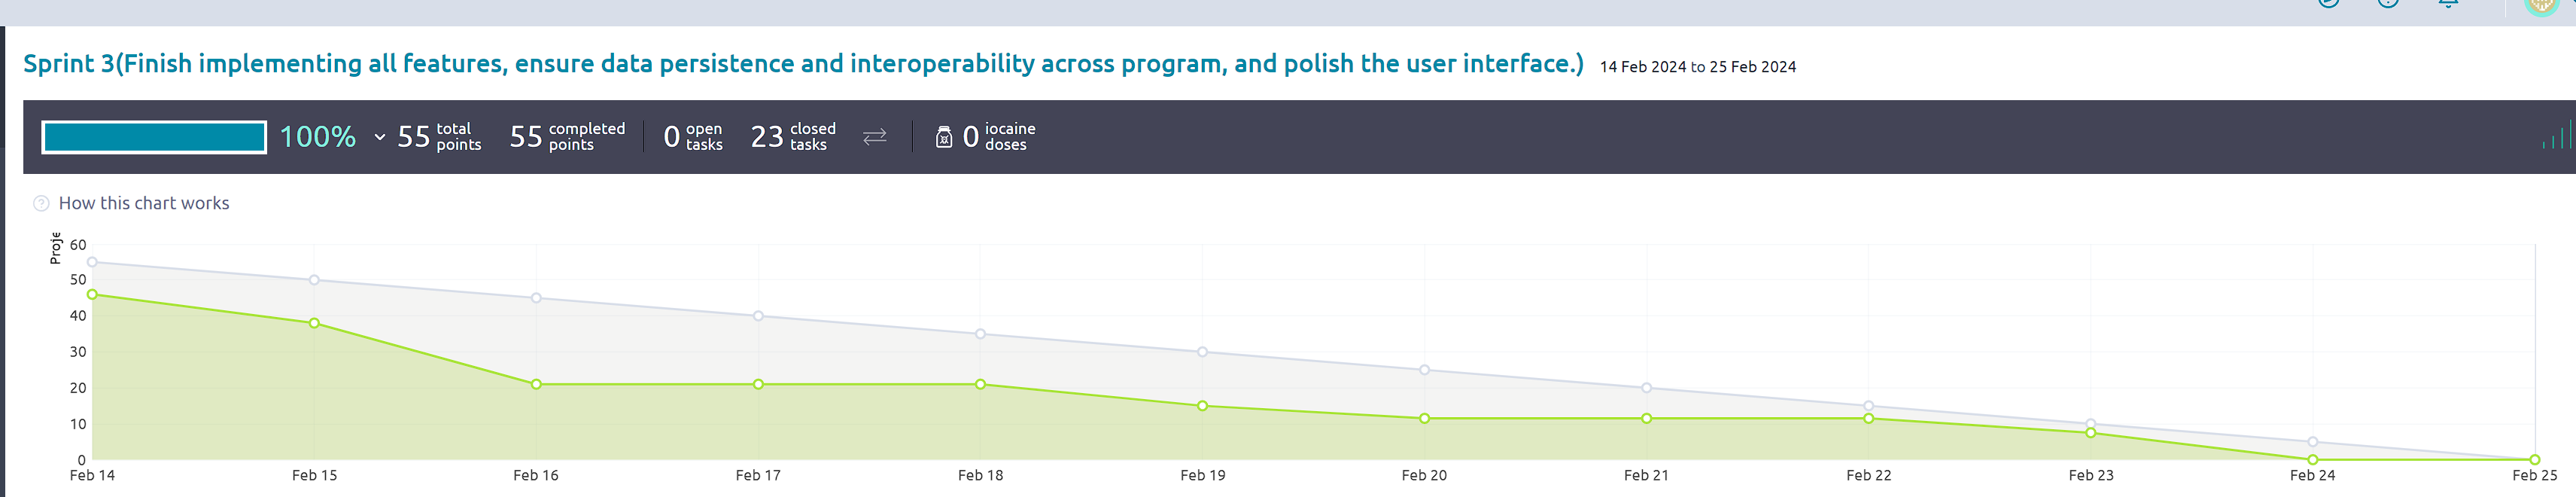 Sprint 3(Finish implementing all features, ensure data persistence and interoperability across program, and polish the user interface.) 14 Feb 2024 to 25 Feb 2024
100% 55 total points 55 completed points 0 open tasks 23 closed tasks 0 iocaine doses
How this chart works
60
50
40
30
20
10
0
Feb 14 Feb 15 Feb 16 Feb 17 Feb 18 Feb 19 Feb 20 Feb 21 Feb 22 Feb 23 Feb 24 Feb 25